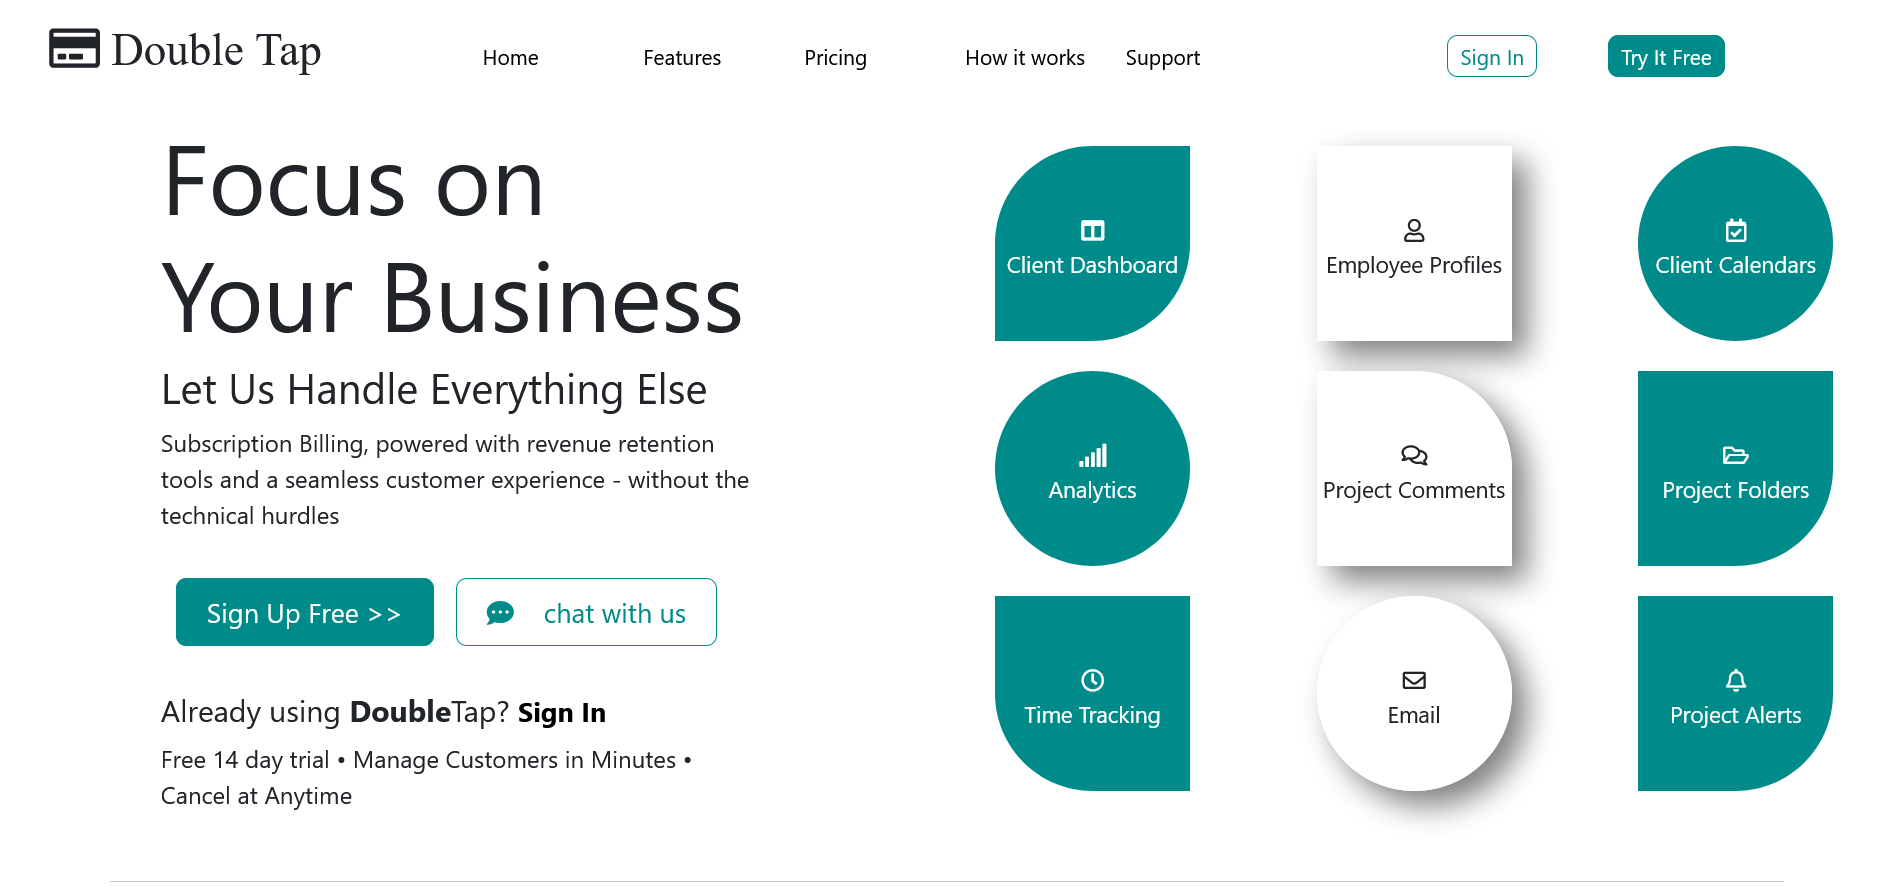 Double Tap
Home Features Pricing How it works Support
Sign In
Try It Free
Focus on
Your Business
Let Us Handle Everything Else
Subscription Billing, powered with revenue retention
tools and a seamless customer experience - without the
technical hurdles
Sign Up Free >>
chat with us
Already using DoubleTap? Sign In
Free 14 day trial • Manage Customers in Minutes •
Cancel at Anytime
Client Dashboard
Employee Profiles
Client Calendars
Analytics
Project Comments
Project Folders
Time Tracking
Email
Project Alerts